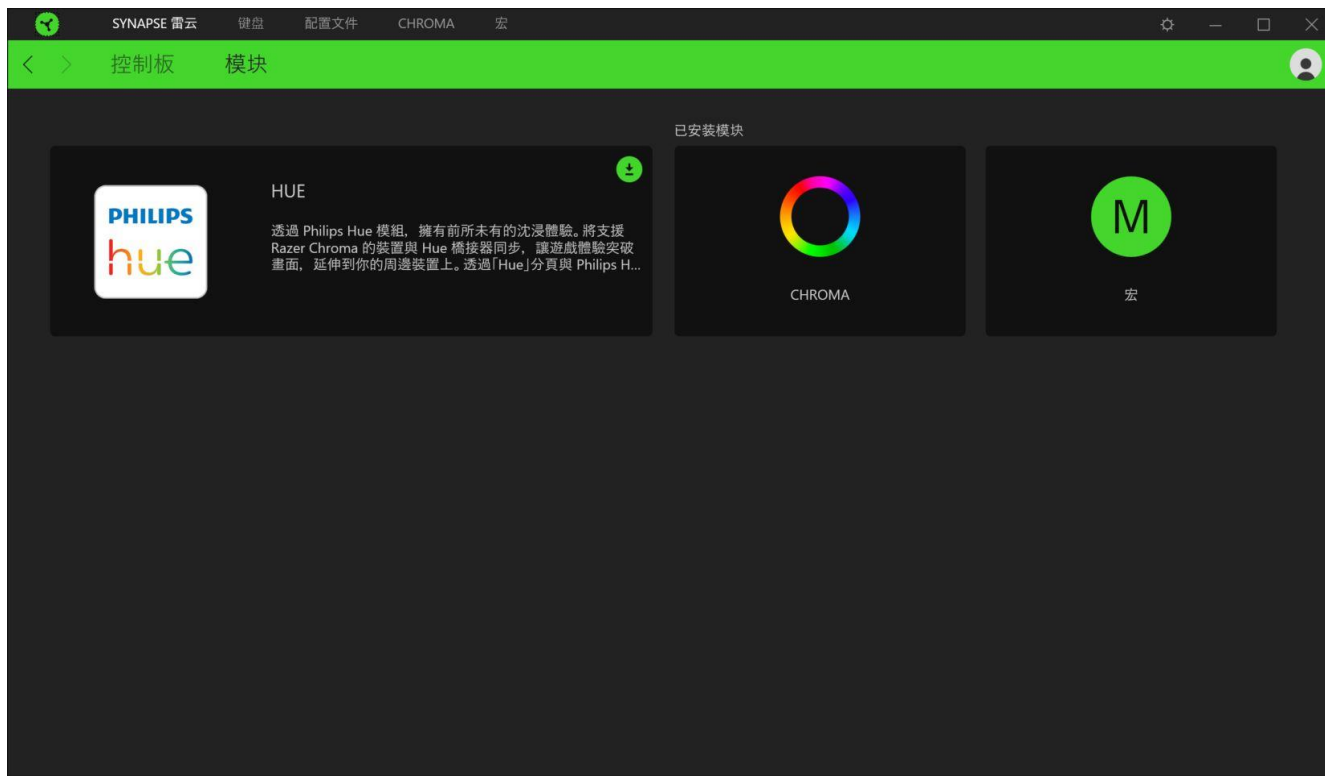 SYNAPSE 雷云 键盘 配置文件 CHROMA 宏
控制板 模块
已安装模块
PHILIPS
hue
HUE
透過 Philips Hue 模組，擁有前所未有的沈浸體驗。將支援
Razer Chroma 的裝置與 Hue 橋接器同步，讓遊戲體驗突破
畫面，延伸到你的周邊裝置上。透過「Hue」分頁與 Philips H...
CHROMA
M
宏